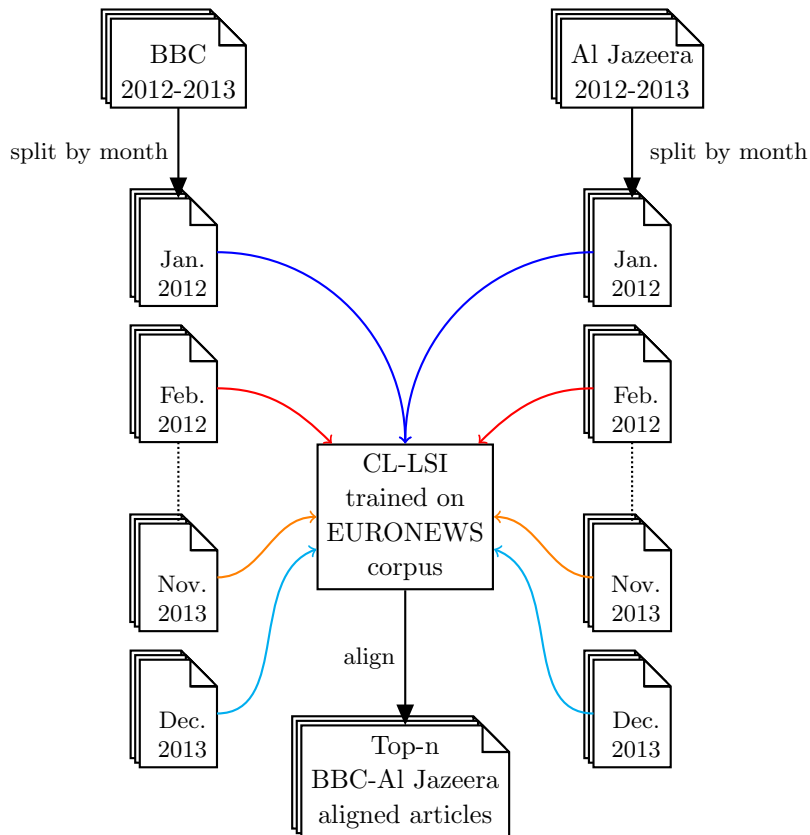 BBC
2012-2013
Al Jazeera
2012-2013
split by month
split by month
Jan.
2012
Jan.
2012
Feb.
2012
Feb.
2012
CL-LSI
trained on
EURONEWS
corpus
Nov.
2013
Nov.
2013
align
Dec.
2013
Dec.
2013
Top-n
BBC-Al Jazeera
aligned articles